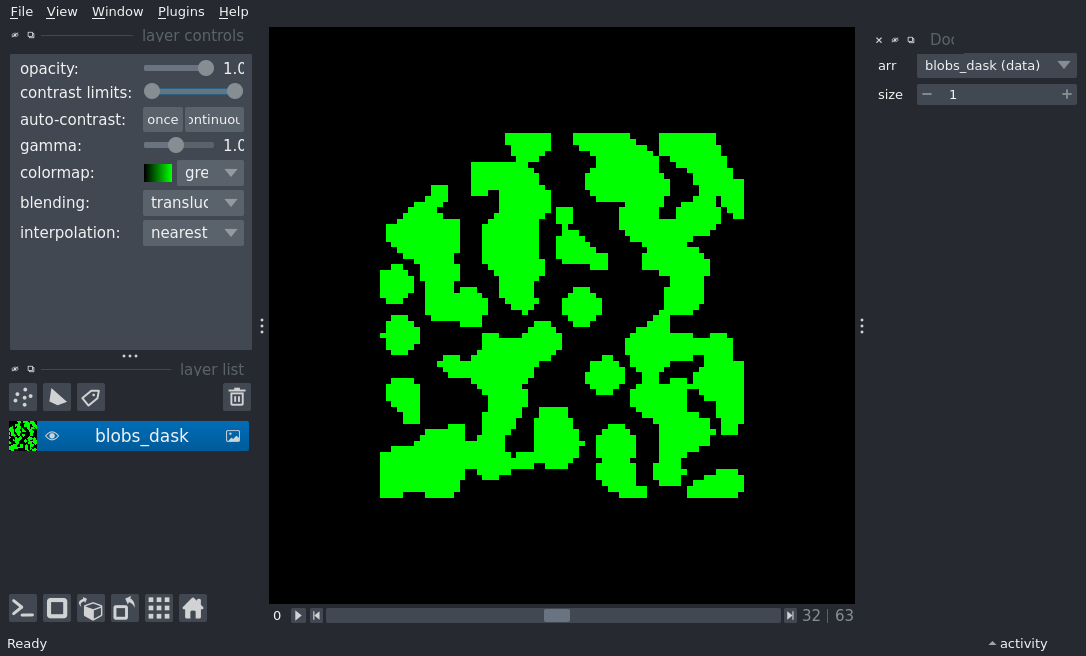 File View Window Plugins Help
layer controls
opacity: 1.0
contrast limits:
auto-contrast: once ontinuou
gamma: 1.0
colormap: gre
blending: transluc
interpolation: nearest
layer list
blobs_dask
0 32 | 63
Doc
arr blobs_dask (data)
size 1
Ready
activity